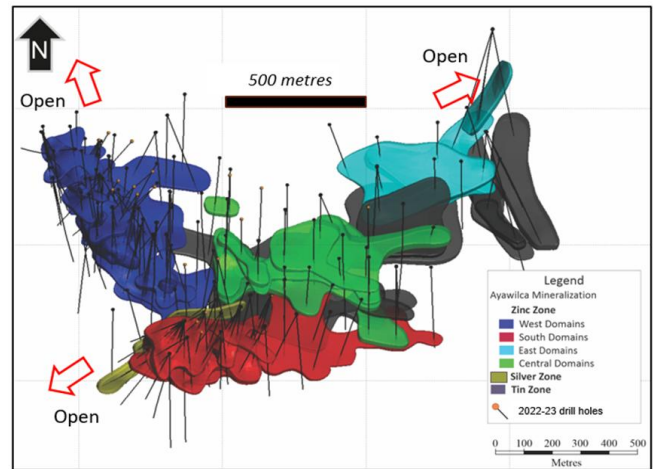 N
Open
500 metres
Open
Open
Legend
Ayawilca Mineralization
Zinc Zone
West Domains
South Domains
East Domains
Central Domains
Silver Zone
Tin Zone
2022-23 drill holes
0 100 200 300 400 500
Metres